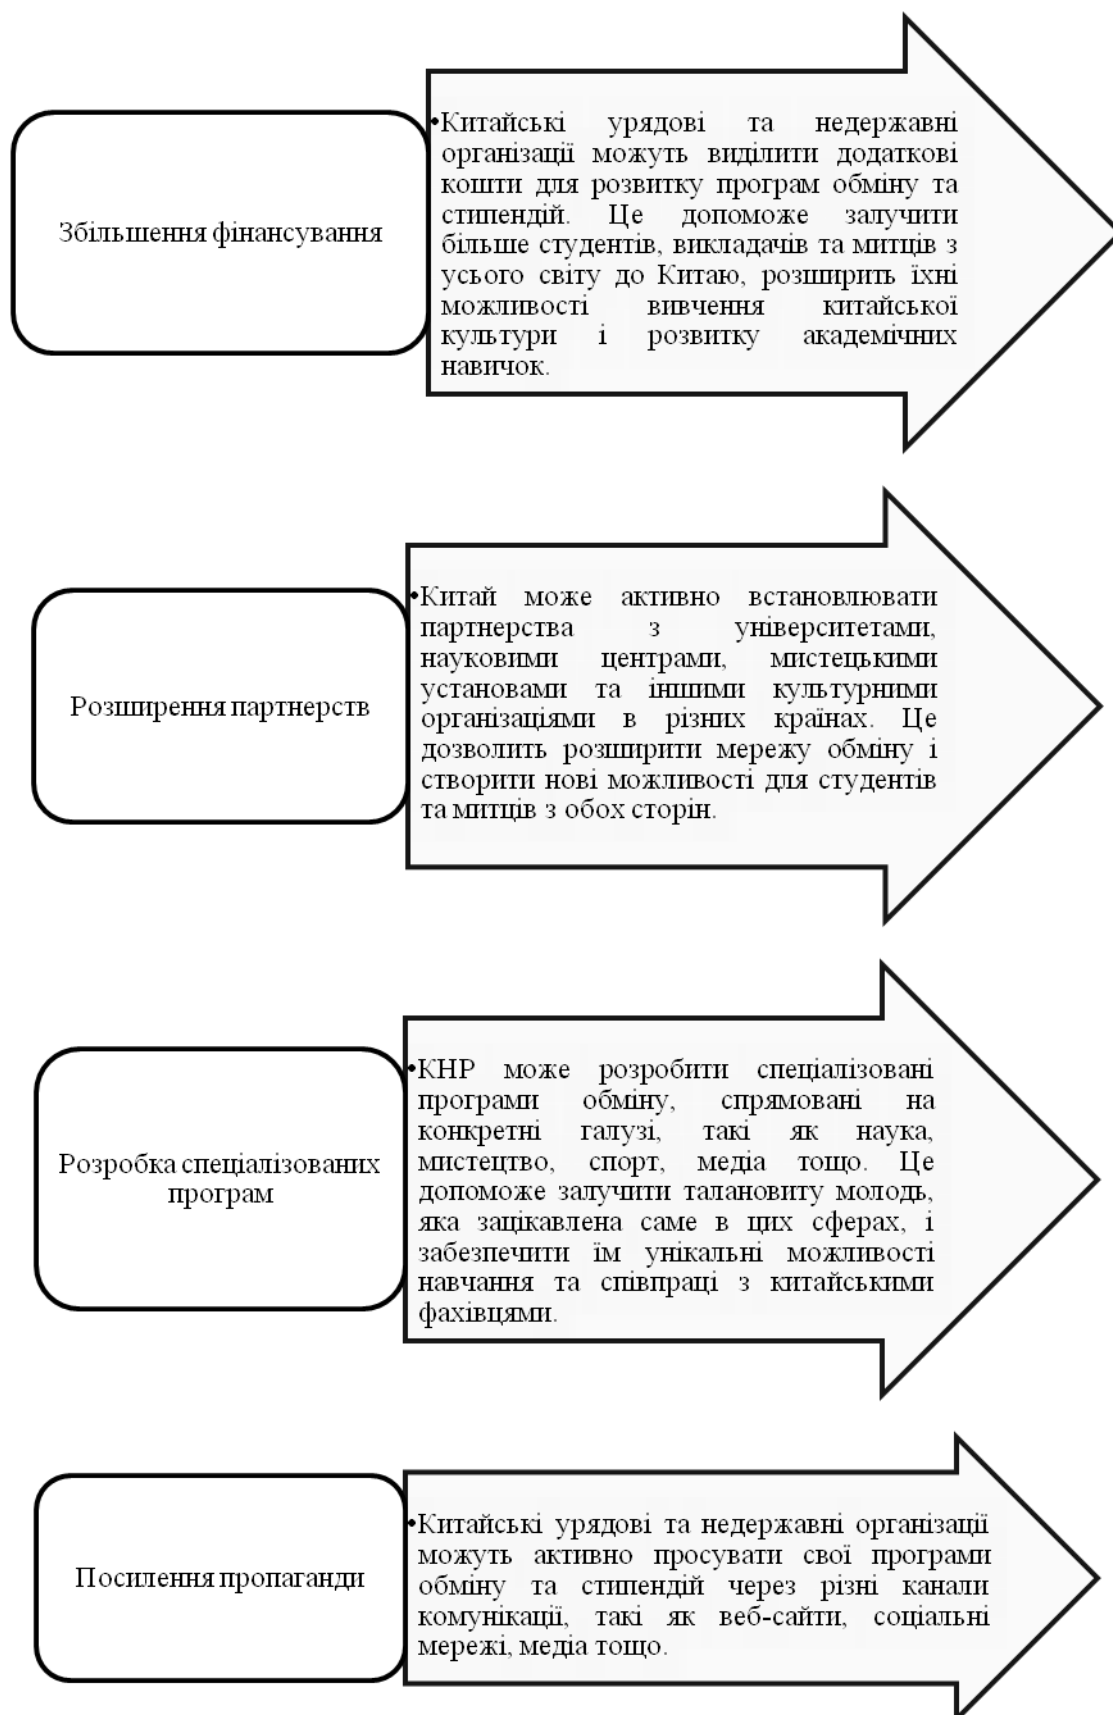 Збільшення фінансування
•Китайські урядові та недержавні
організації можуть виділити додаткові
кошти для розвитку програм обміну та
стипендій. Це допоможе залучити
більше студентів, викладачів та митців з
усього світу до Китаю, розширить їхні
можливості вивчення китайської
культури і розвитку академічних
навичок.
Розширення партнерств
•Китай може активно встановлювати
партнерства з університетами,
науковими центрами, мистецькими
установами та іншими культурними
організаціями в різних країнах. Це
дозволить розширити мережу обміну і
створити нові можливості для студентів
та митців з обох сторін.
Розробка спеціалізованих
програм
•КНР може розробити спеціалізовані
програми обміну, спрямовані на
конкретні галузі, такі як наука,
мистецтво, спорт, медіа тощо. Це
допоможе залучити талановиту молодь,
яка зацікавлена саме в цих сферах, і
забезпечити їм унікальні можливості
навчання та співпраці з китайськими
фахівцями.
Посилення пропаганди
•Китайські урядові та недержавні організації
можуть активно просувати свої програми
обміну та стипендій через різні канали
комунікації, такі як веб-сайти, соціальні
мережі, медіа тощо.